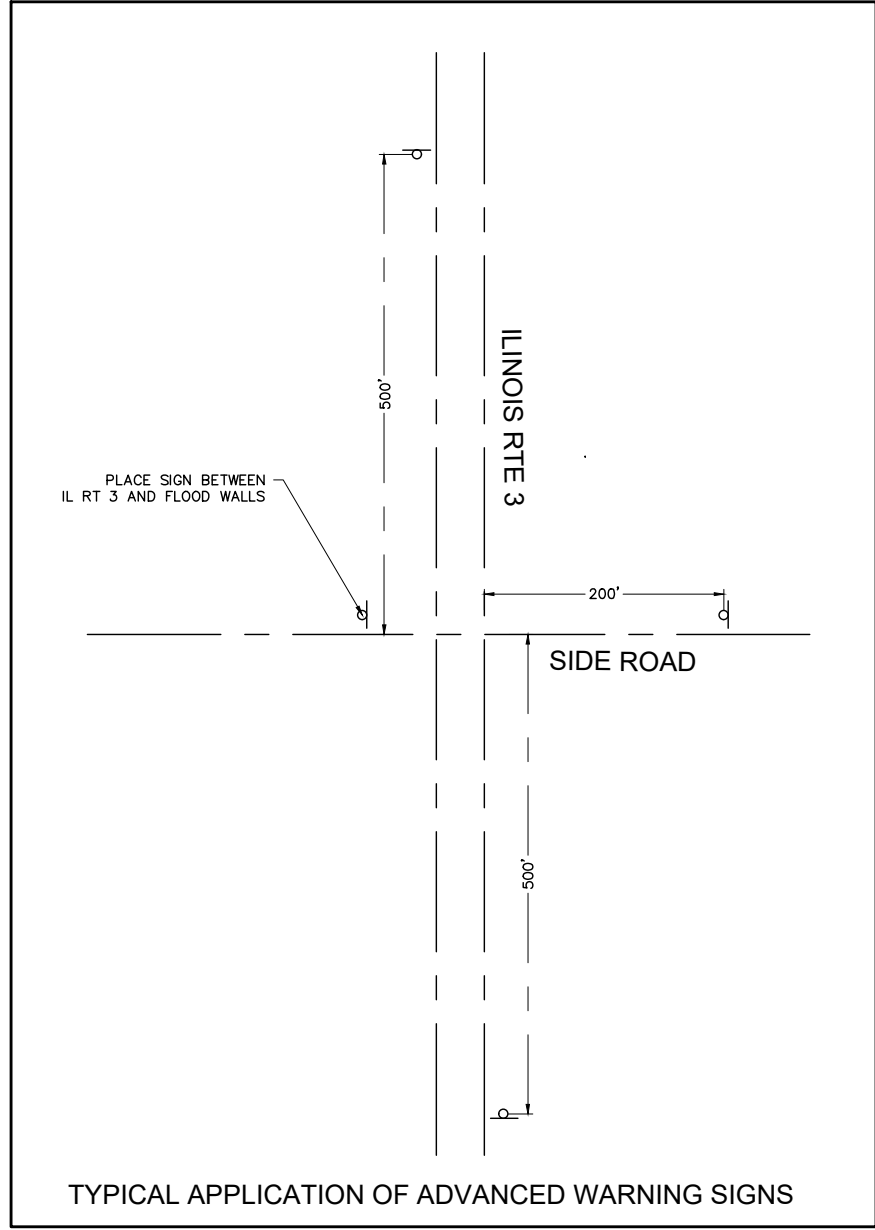 500'
ILINOIS RTE 3
PLACE SIGN BETWEEN
IL RT 3 AND FLOOD WALLS
200'
SIDE ROAD
500'
TYPICAL APPLICATION OF ADVANCED WARNING SIGNS